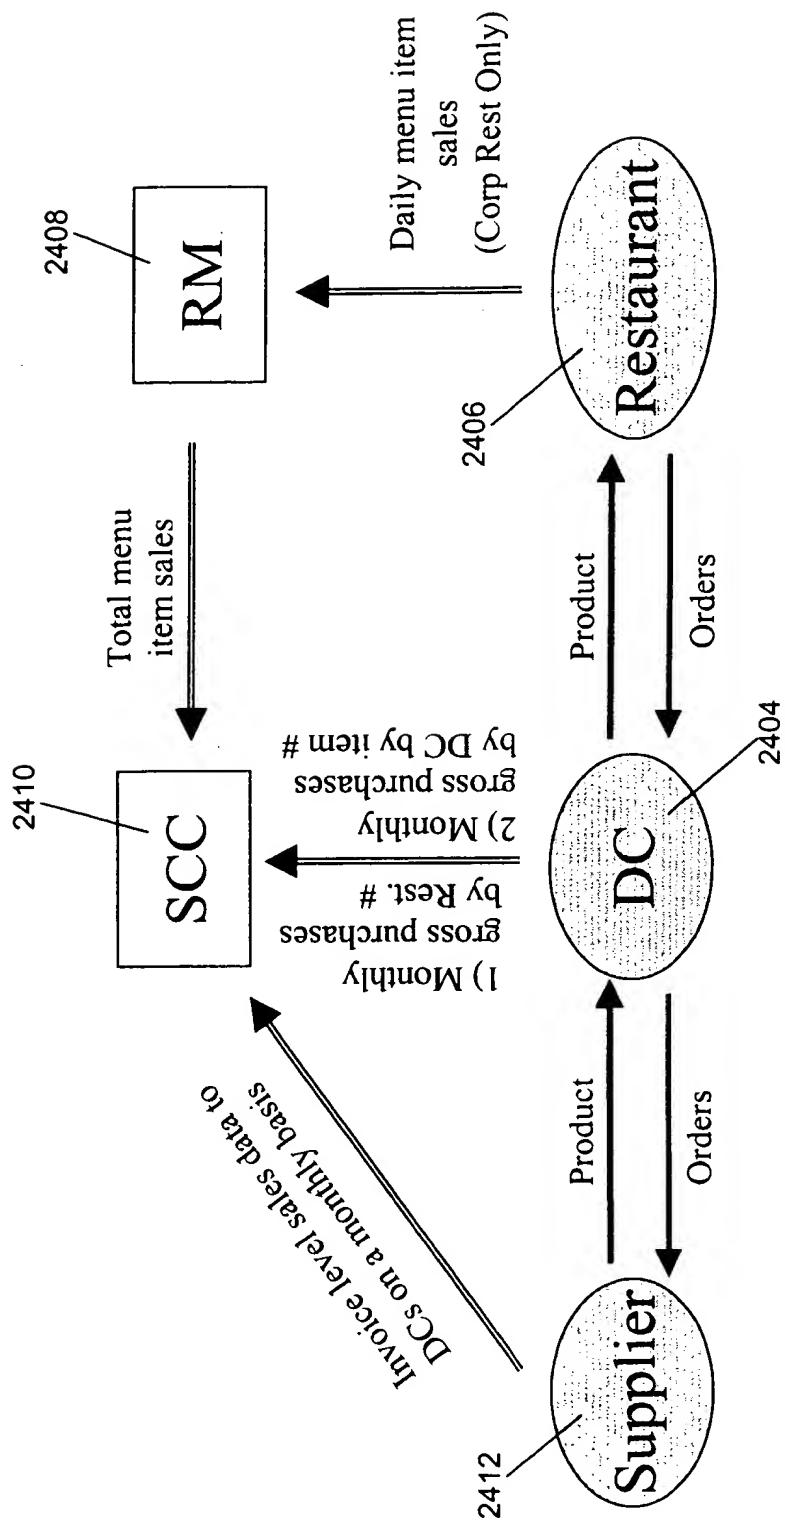 2410
SCC
Total menu
item sales
2408
RM
Invoice level sales data to
DCs on a monthly basis
1) Monthly
gross purchases
by Rest. #
2) Monthly
gross purchases
by DC by item #
Daily menu item
sales
(Corp Rest Only)
2412
Supplier
Product
Orders
DC
2404
Product
Orders
2406
Restaurant